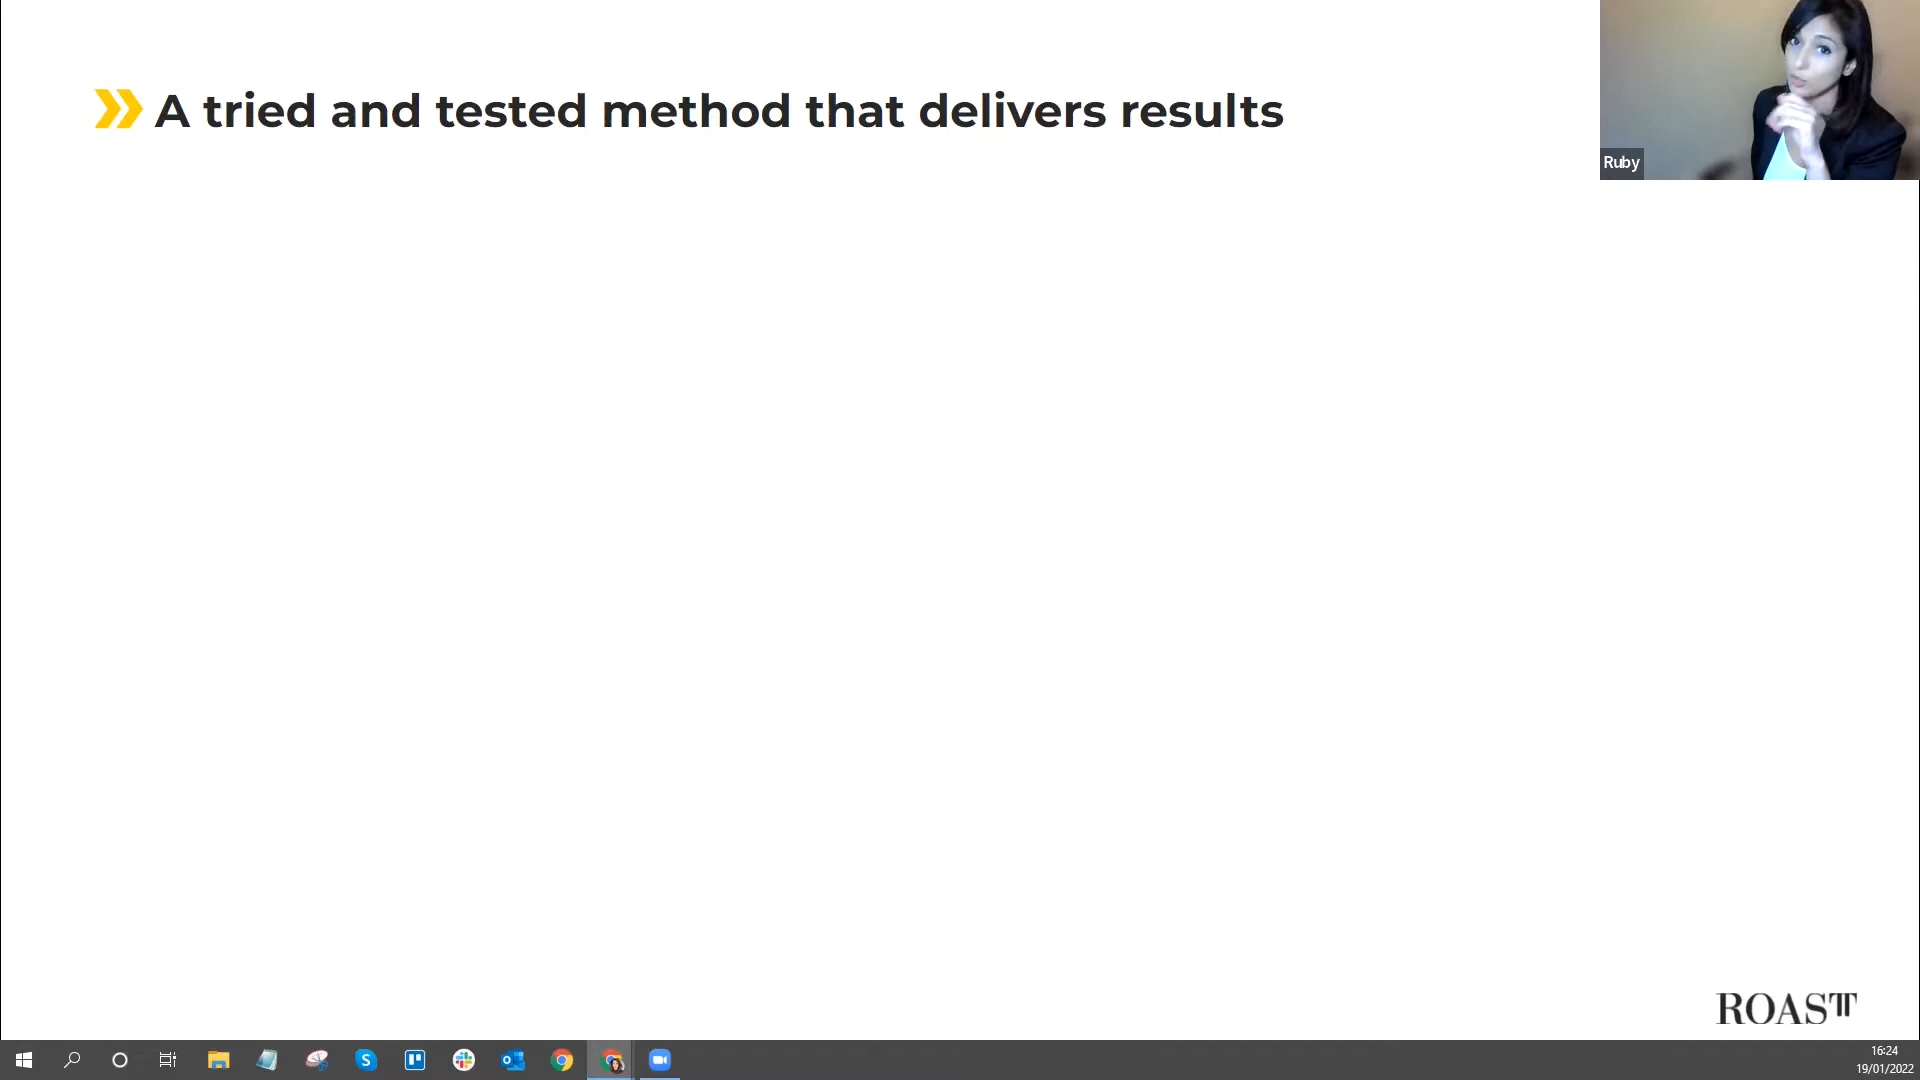 A tried and tested method that delivers results
Ruby
ROAST
16:24
19/01/2022